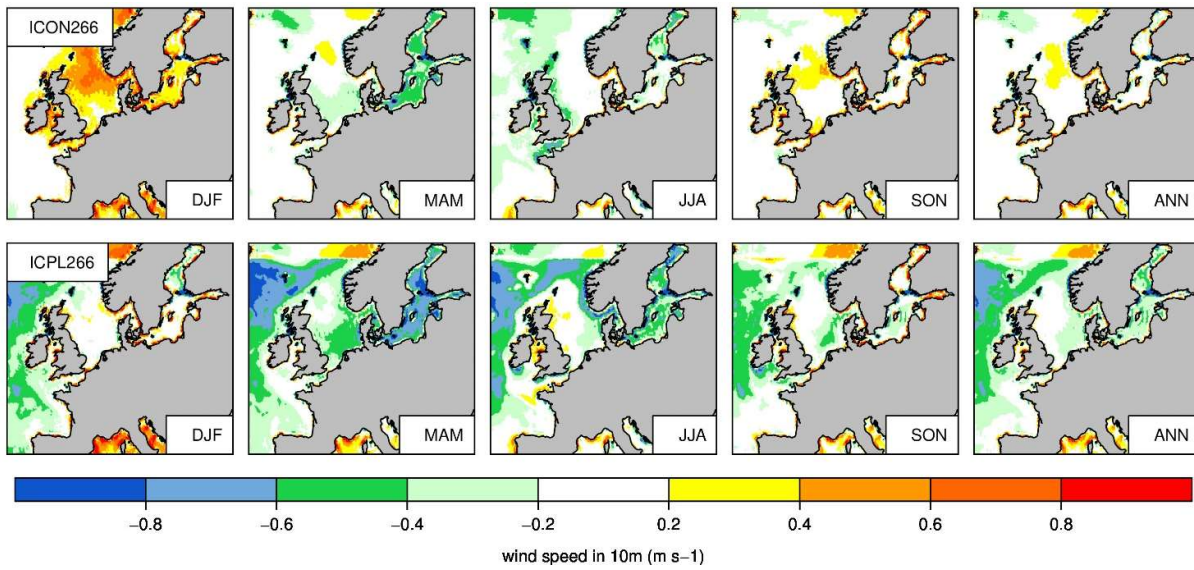 ICON266
DJF
MAM
JJA
SON
ANN
ICPL266
DJF
MAM
JJA
SON
ANN
−0.8 −0.6 −0.4 −0.2 0.2 0.4 0.6 0.8
wind speed in 10m (m s−1)